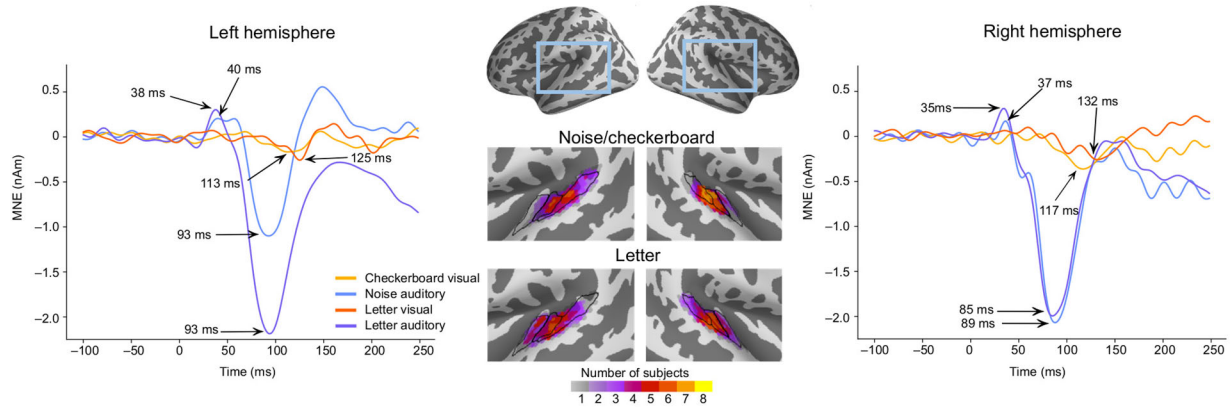 Left hemisphere
40 ms
38 ms
0.5
0
−0.5
−1.0
−1.5
−2.0
MNE (nAm)
125 ms
113 ms
93 ms
93 ms
Checkerboard visual
Noise auditory
Letter visual
Letter auditory
−100 −50 0 50 100 150 200 250
Time (ms)
Noise/checkerboard
Letter
Number of subjects
1 2 3 4 5 6 7 8
Right hemisphere
37 ms
35ms
132 ms
0.5
0
−0.5
−1.0
−1.5
−2.0
MNE (nAm)
117 ms
85 ms
89 ms
−100 −50 0 50 100 150 200 250
Time (ms)